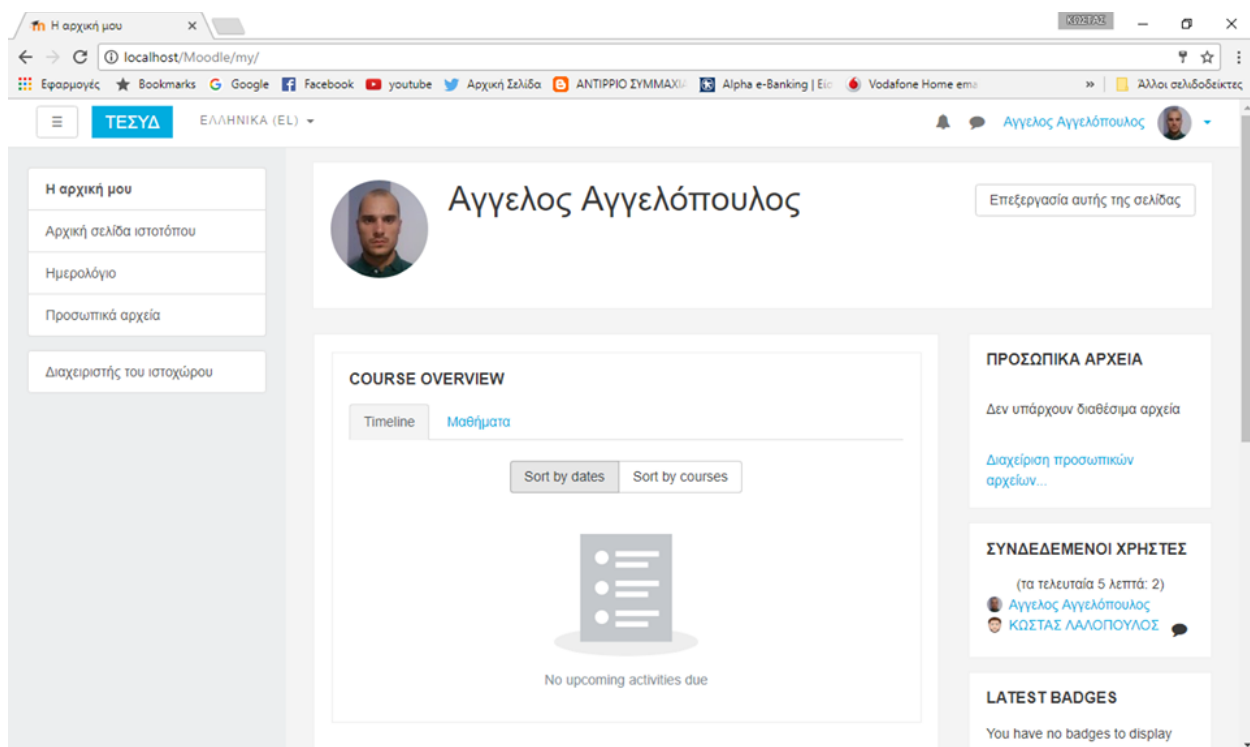 Η αρχική μου
ΚΩΣΤΑΣ
localhost/Moodle/my/
Εφαρμογές Bookmarks Google Facebook youtube Αρχική Σελίδα ΑΝΤΙΡΡΙΟ ΣΥΜΜΑΧΙΑ Alpha e-Banking | Είσ Vodafone Home ema » Άλλοι σελιδοδείκτες
ΤΕΣΥΔ ΕΛΛΗΝΙΚΑ (EL) Αγγελος Αγγελόπουλος
Η αρχική μου
Αρχική σελίδα ιστοτόπου
Ημερολόγιο
Προσωπικά αρχεία
Διαχειριστής του ιστοχώρου
Αγγελος Αγγελόπουλος
Επεξεργασία αυτής της σελίδας
COURSE OVERVIEW
Timeline Μαθήματα
Sort by dates Sort by courses
No upcoming activities due
ΠΡΟΣΩΠΙΚΑ ΑΡΧΕΙΑ
Δεν υπάρχουν διαθέσιμα αρχεία
Διαχείριση προσωπικών
αρχείων...
ΣΥΝΔΕΔΕΜΕΝΟΙ ΧΡΗΣΤΕΣ
(τα τελευταία 5 λεπτά: 2)
Αγγελος Αγγελόπουλος
ΚΩΣΤΑΣ ΛΑΛΟΠΟΥΛΟΣ
LATEST BADGES
You have no badges to display